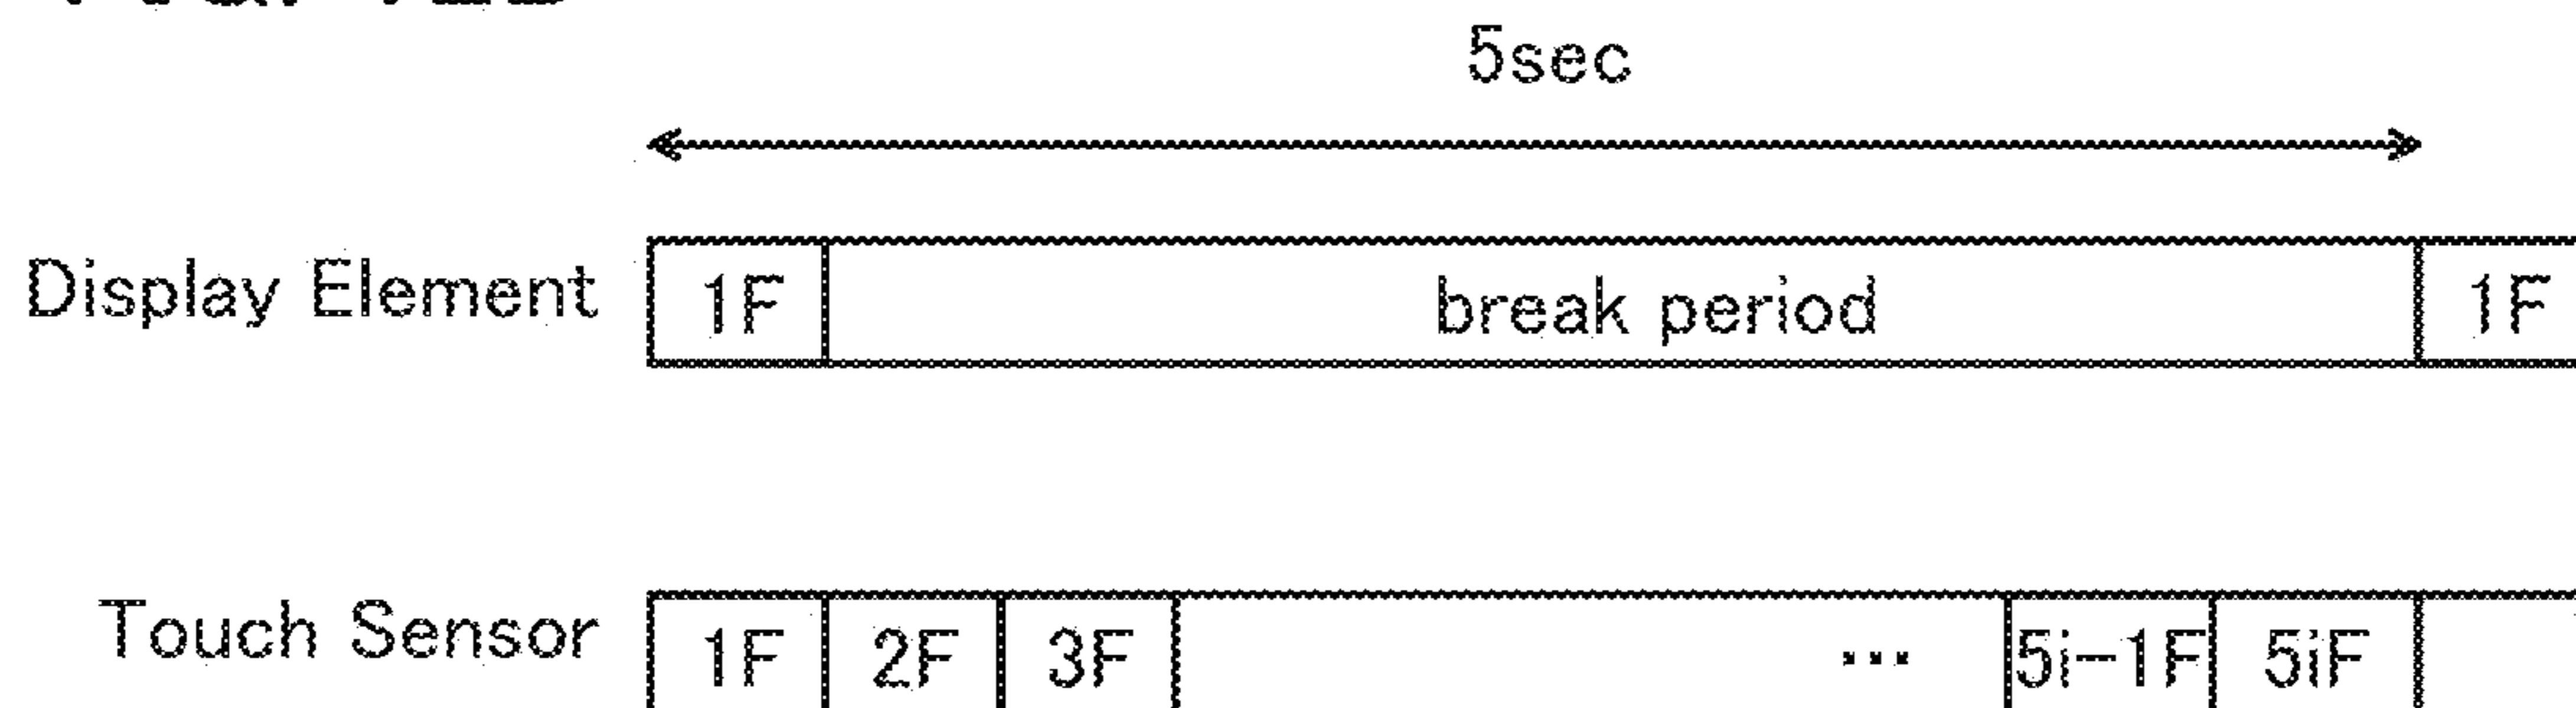 5sec
Display Element 1F break period 1F
Touch Sensor 1F 2F 3F ... 5i-1F 5iF